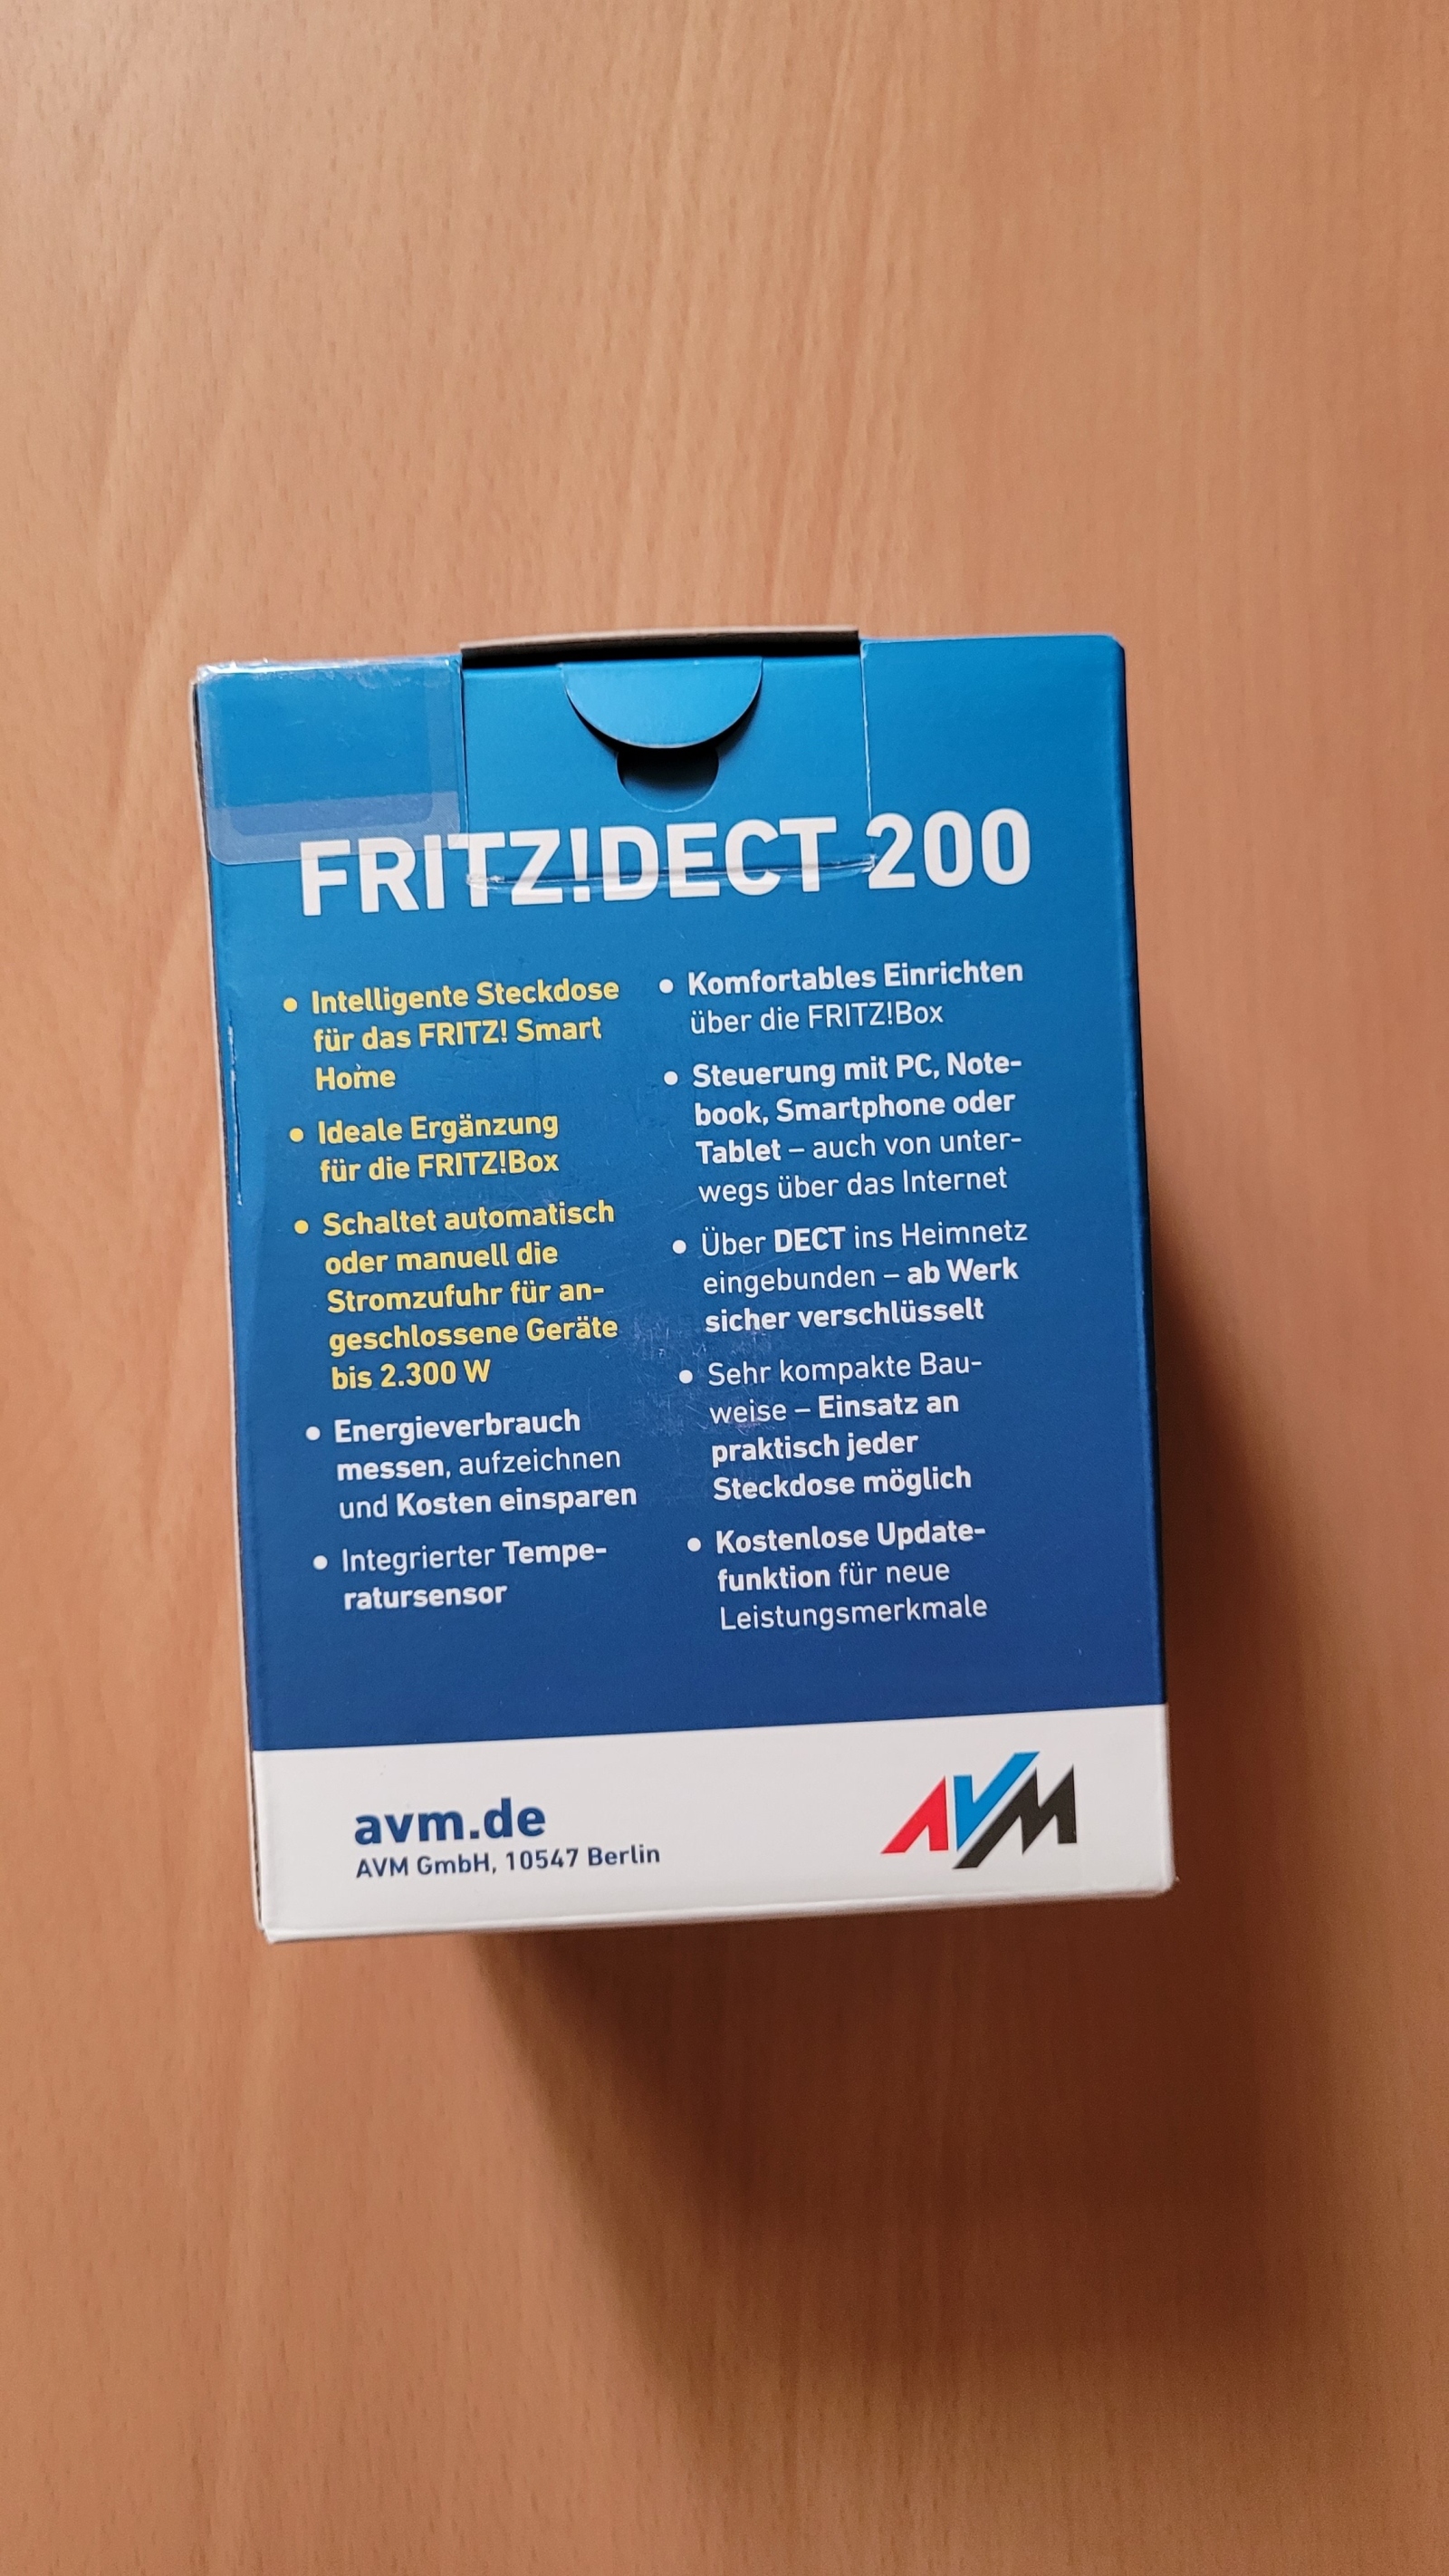 FRITZ!DECT 200
• Intelligente Steckdose
für das FRITZ! Smart
Home
• Ideale Ergänzung
für die FRITZ!Box
• Schaltet automatisch
oder manuell die
Stromzufuhr für an-
geschlossene Geräte
bis 2.300 W
• Energieverbrauch
messen, aufzeichnen
und Kosten einsparen
• Integrierter Tempe-
ratursensor
• Komfortables Einrichten
über die FRITZ!Box
• Steuerung mit PC, Note-
book, Smartphone oder
Tablet – auch von unter-
wegs über das Internet
• Über DECT ins Heimnetz
eingebunden – ab Werk
sicher verschlüsselt
• Sehr kompakte Bau-
weise – Einsatz an
praktisch jeder
Steckdose möglich
• Kostenlose Update-
funktion für neue
Leistungsmerkmale
avm.de
AVM GmbH, 10547 Berlin
AVM